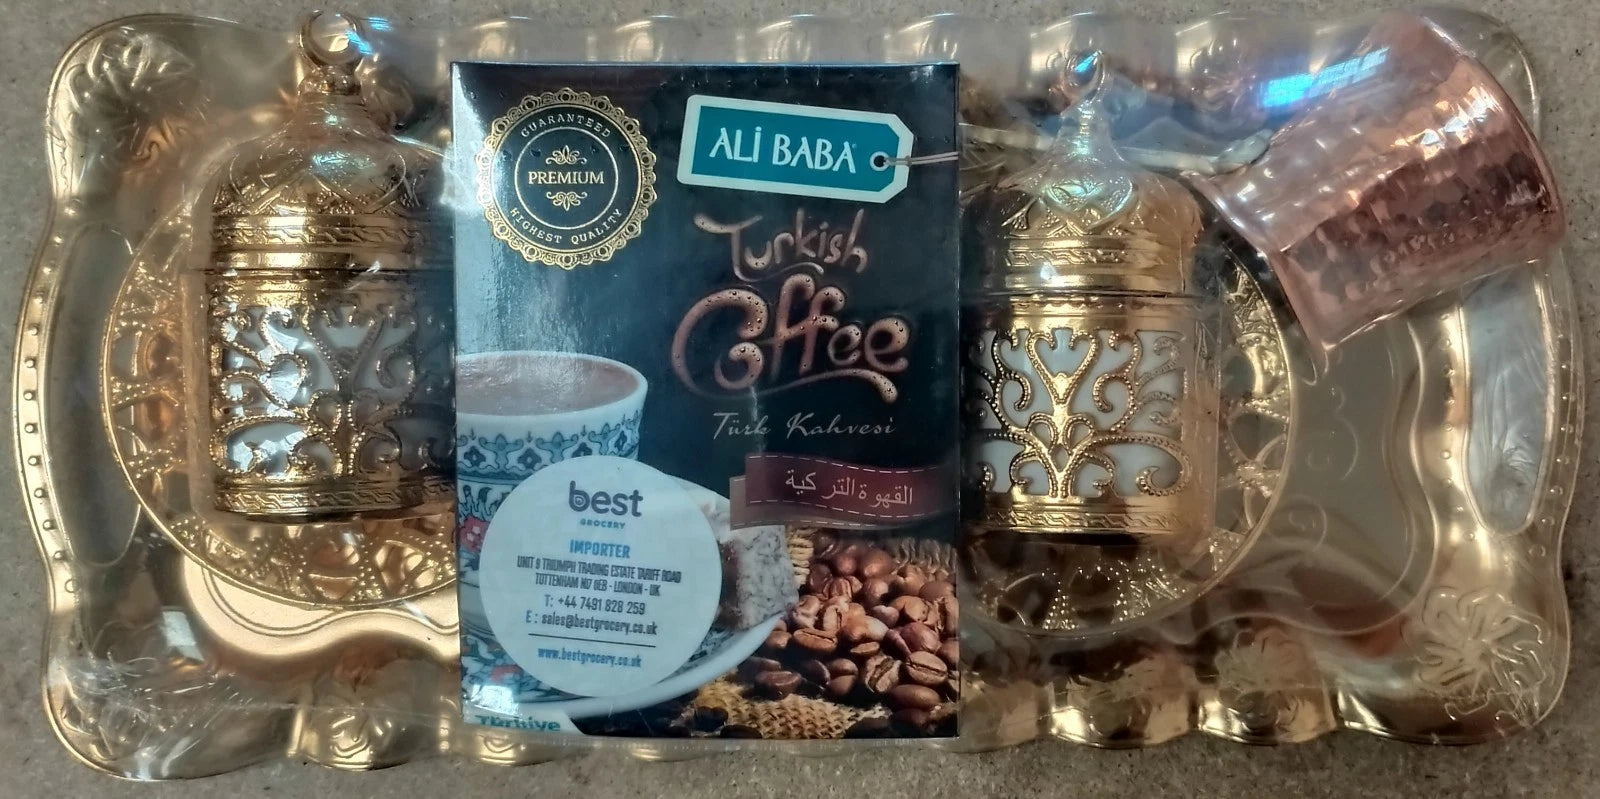 GUARANTEED
PREMIUM
HIGHEST QUALITY
ALİ BABA
Turkish
Coffee
Türk Kahvesi
القهوة التركية
best
GROCERY
IMPORTER
UNIT 9 TRIUMPH TRADING ESTATE TARIFF ROAD
TOTTENHAM N17 0EB - LONDON - UK
T: +44 7491 828 259
E: sales@bestgrocery.co.uk
www.bestgrocery.co.uk
Türkiye